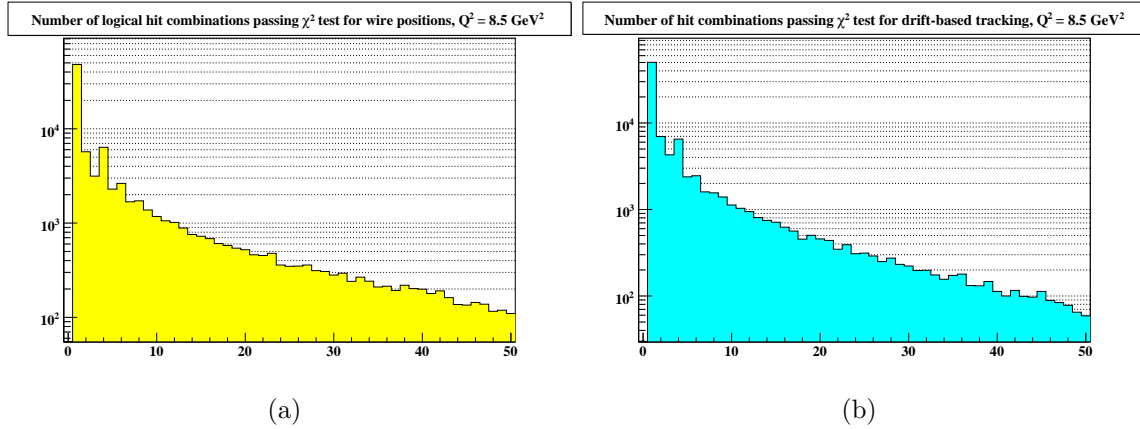 Number of logical hit combinations passing χ² test for wire positions, Q² = 8.5 GeV²
10⁴
10³
10²
0 10 20 30 40 50
(a)
Number of hit combinations passing χ² test for drift-based tracking, Q² = 8.5 GeV²
10⁴
10³
10²
0 10 20 30 40 50
(b)